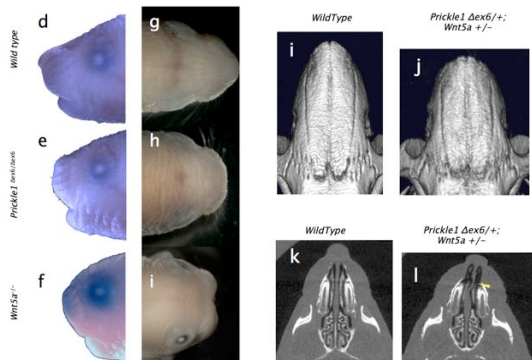 Wild type
d
g
Prickle1 Δex6/Δex6
e
h
Wnt5a-/-
f
i
WildType
i
Prickle1 Δex6/+;
Wnt5a +/-
j
WildType
k
Prickle1 Δex6/+;
Wnt5a +/-
l